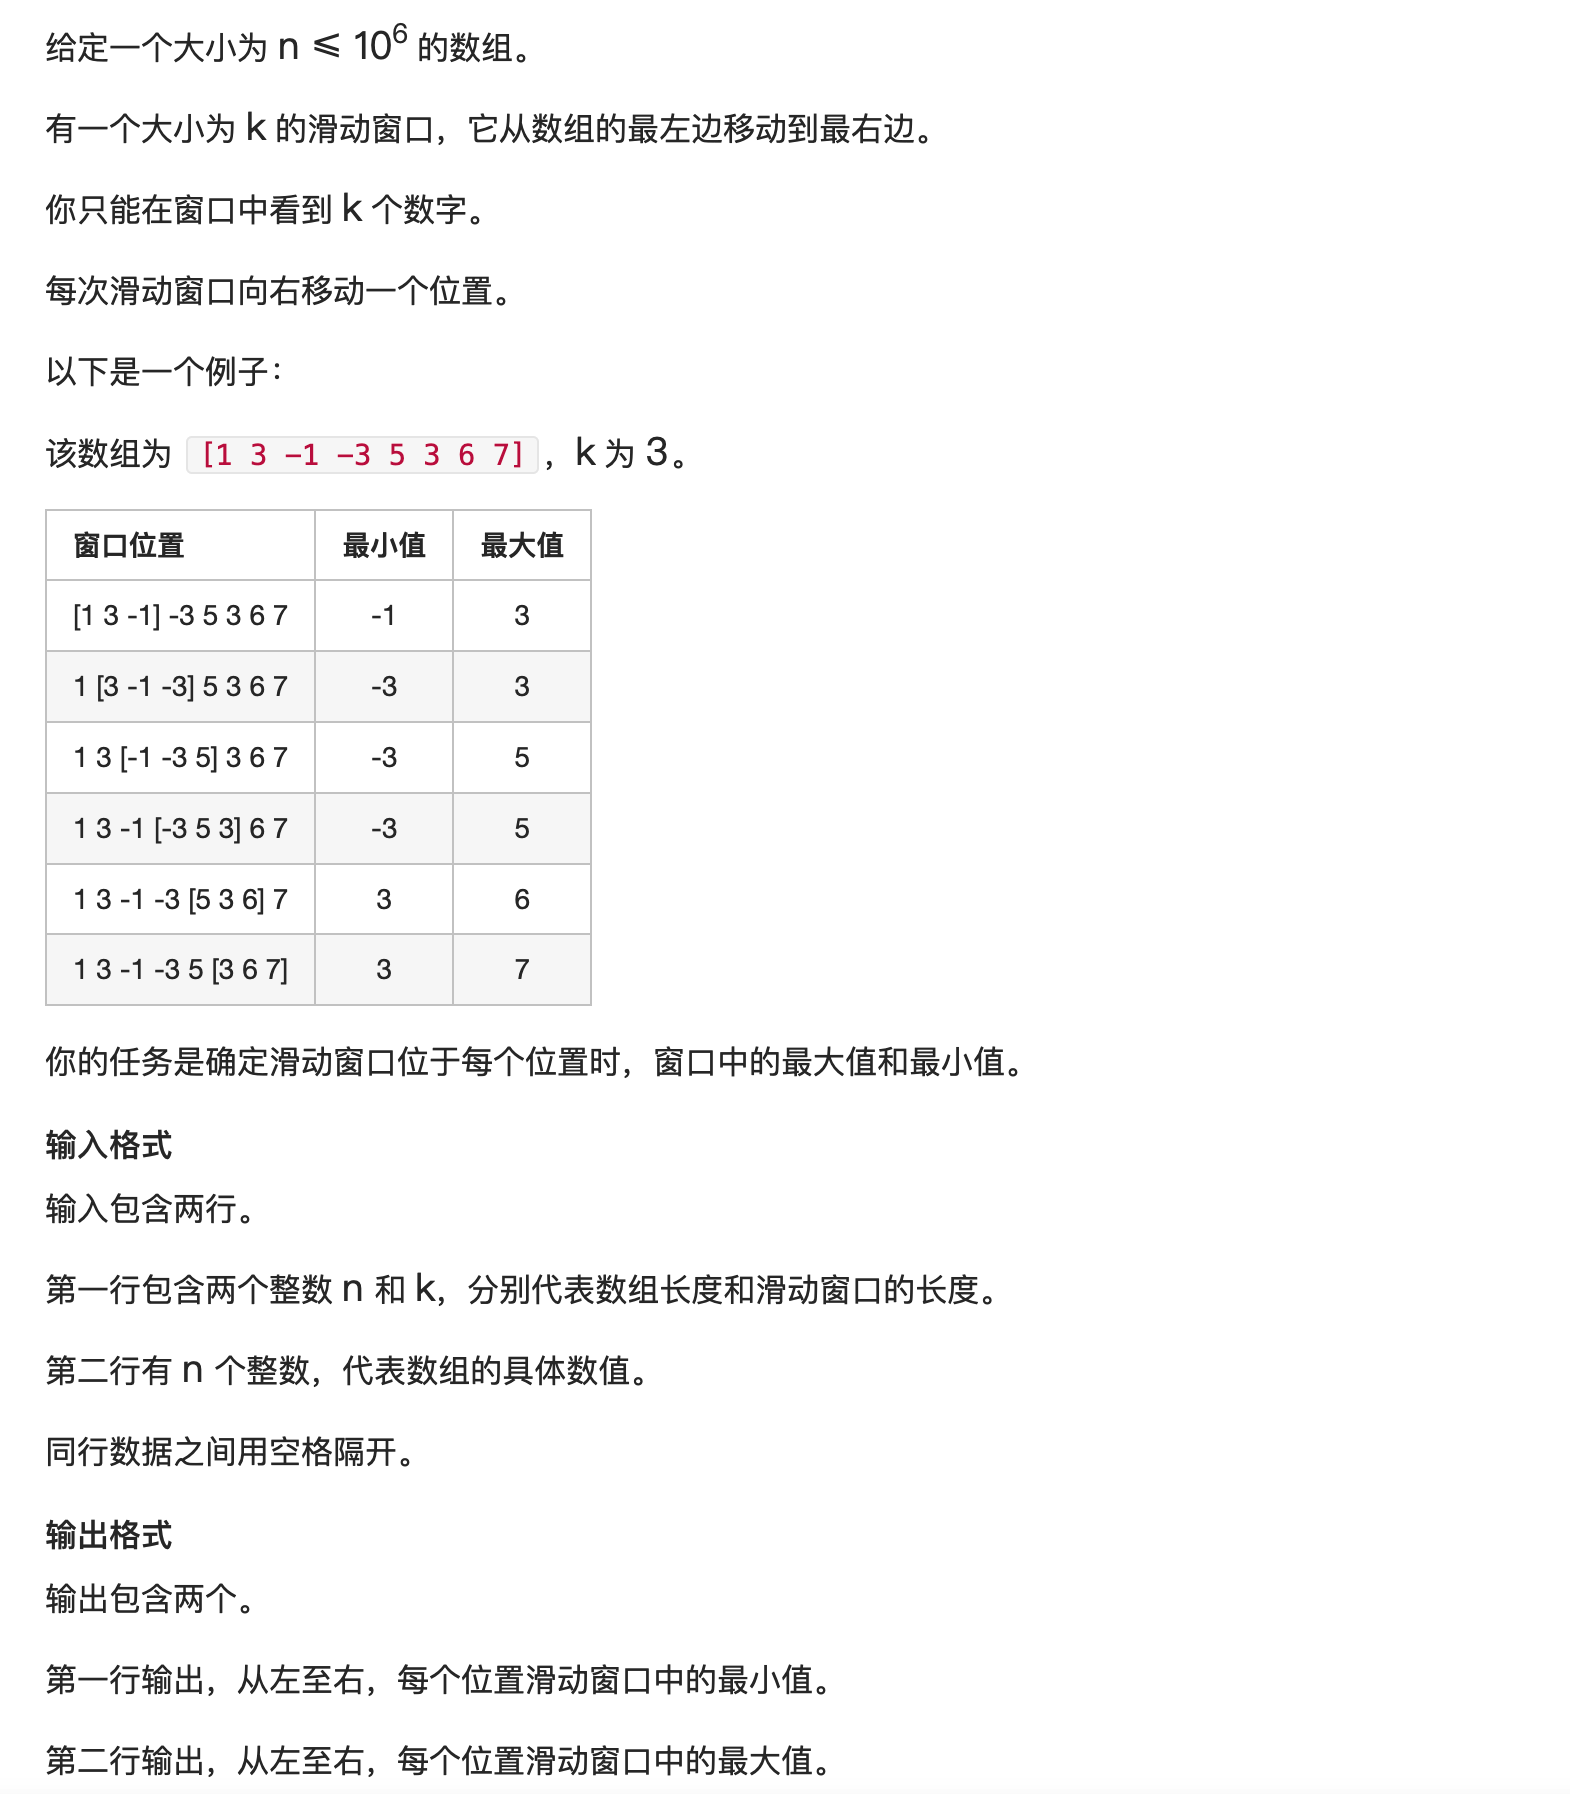 给定一个大小为 n ⩽ 10⁶ 的数组。
有一个大小为 k 的滑动窗口，它从数组的最左边移动到最右边。
你只能在窗口中看到 k 个数字。
每次滑动窗口向右移动一个位置。
以下是一个例子：
该数组为 [1 3 −1 −3 5 3 6 7]，k 为 3。
窗口位置 最小值 最大值
[1 3 -1] -3 5 3 6 7 -1 3
1 [3 -1 -3] 5 3 6 7 -3 3
1 3 [-1 -3 5] 3 6 7 -3 5
1 3 -1 [-3 5 3] 6 7 -3 5
1 3 -1 -3 [5 3 6] 7 3 6
1 3 -1 -3 5 [3 6 7] 3 7
你的任务是确定滑动窗口位于每个位置时，窗口中的最大值和最小值。
输入格式
输入包含两行。
第一行包含两个整数 n 和 k，分别代表数组长度和滑动窗口的长度。
第二行有 n 个整数，代表数组的具体数值。
同行数据之间用空格隔开。
输出格式
输出包含两个。
第一行输出，从左至右，每个位置滑动窗口中的最小值。
第二行输出，从左至右，每个位置滑动窗口中的最大值。